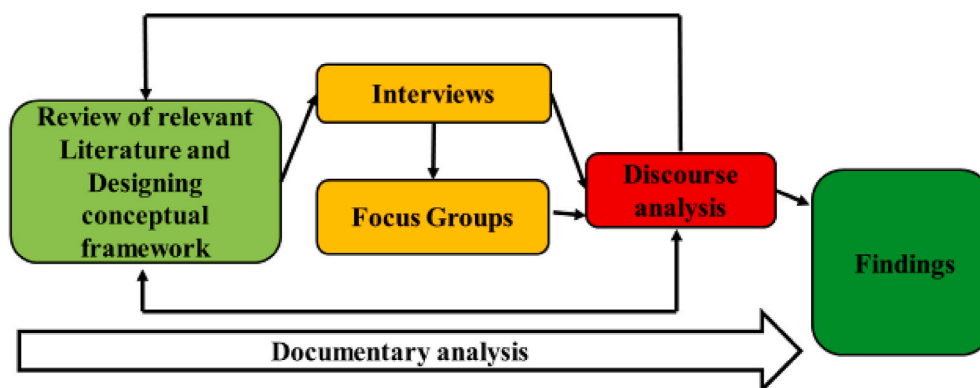 Review of relevant
Literature and
Designing
conceptual
framework
Interviews
Focus Groups
Discourse
analysis
Findings
Documentary analysis